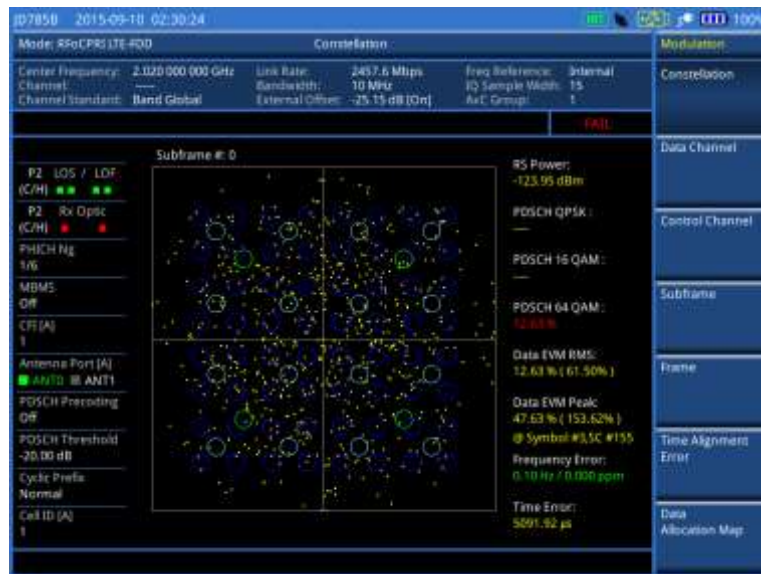 JD785B 2015-09-10 02:30:24
100%
Mode: RFoCPRI LTE-FDD
Constellation
Modulation
Center Frequency: 2.020 000 000 GHz
Channel: ----
Channel Standard: Band Global
Link Rate: 2457.6 Mbps
Bandwidth: 10 MHz
External Offset: -25.15 dB [On]
Freq Reference: Internal
IQ Sample Width: 15
AxC Group: 1
FAIL
Constellation
Data Channel
Control Channel
Subframe
Frame
Time Alignment
Error
Data
Allocation Map
P2 LOS / LOF
(C/H)
P2 Rx Optic
(C/H)
PHICH Ng
1/6
MBMS
Off
CFI [A]
1
Antenna Port [A]
ANT0 ANT1
PDSCH Precoding
Off
PDSCH Threshold
-20.00 dB
Cyclic Prefix
Normal
Cell ID [A]
1
Subframe #: 0
RS Power:
-123.95 dBm
PDSCH QPSK :
----
PDSCH 16 QAM :
----
PDSCH 64 QAM :
12.63 %
Data EVM RMS:
12.63 % ( 61.50% )
Data EVM Peak:
47.63 % ( 153.62% )
@ Symbol #3,SC #155
Frequency Error:
0.10 Hz / 0.000 ppm
Time Error:
5091.92 µs